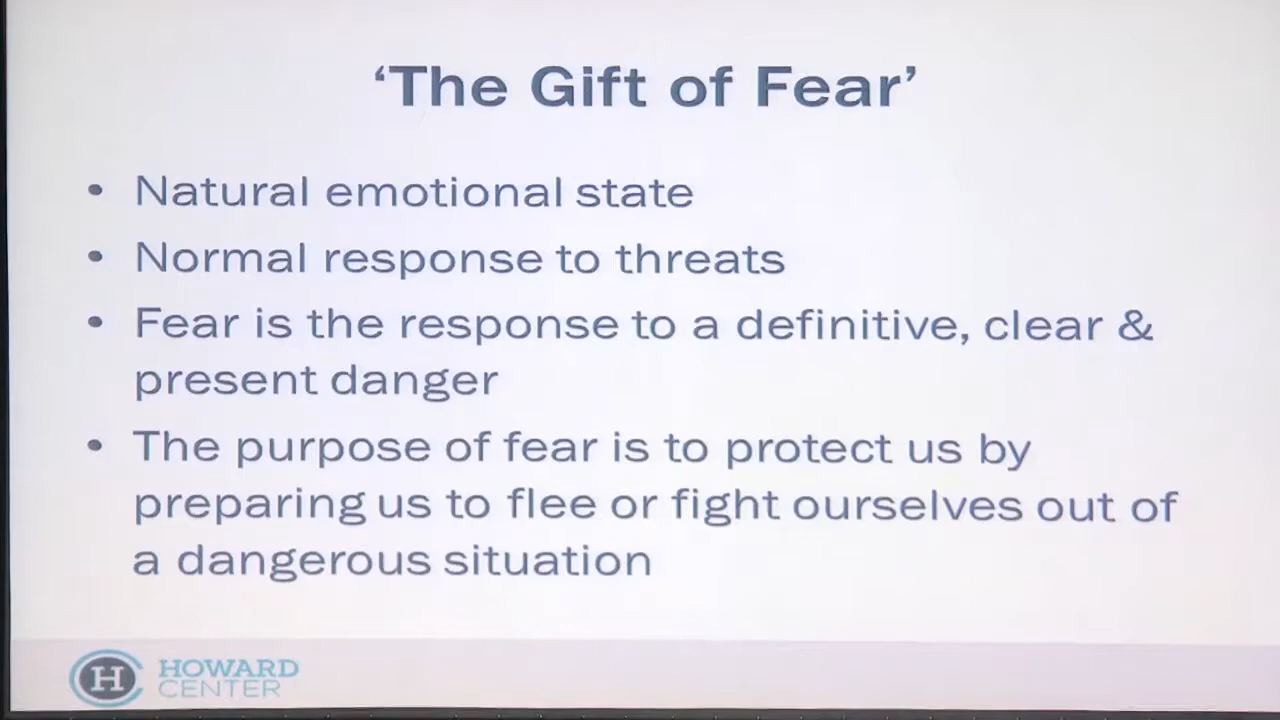 ‘The Gift of Fear’
• Natural emotional state
• Normal response to threats
• Fear is the response to a definitive, clear &
present danger
• The purpose of fear is to protect us by
preparing us to flee or fight ourselves out of
a dangerous situation
H HOWARD
CENTER